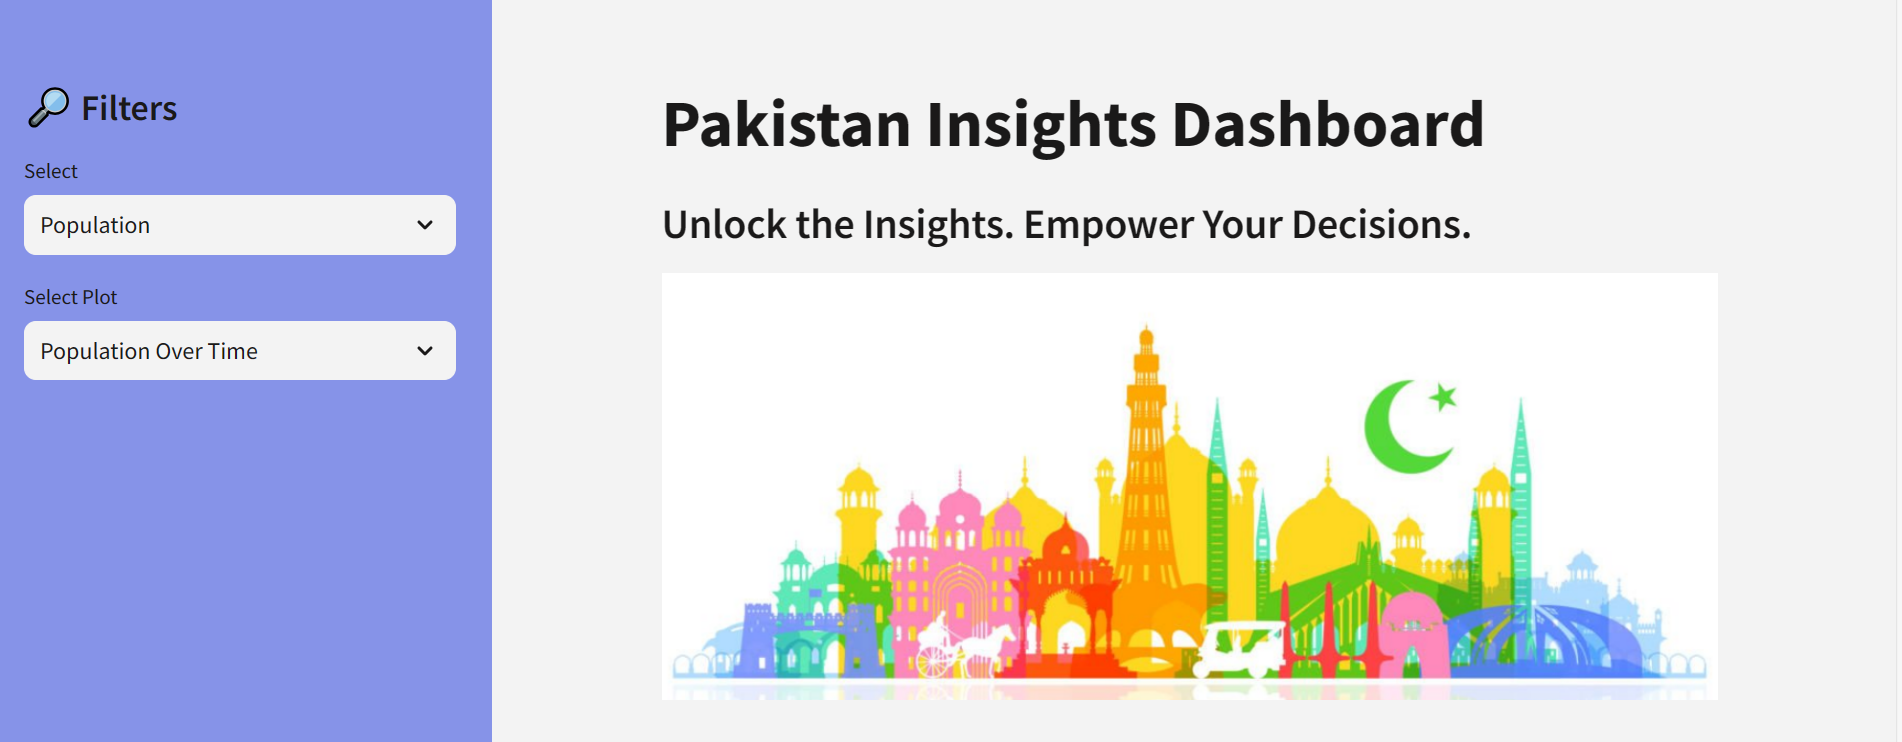 Filters
Select
Population
Select Plot
Population Over Time
Pakistan Insights Dashboard
Unlock the Insights. Empower Your Decisions.